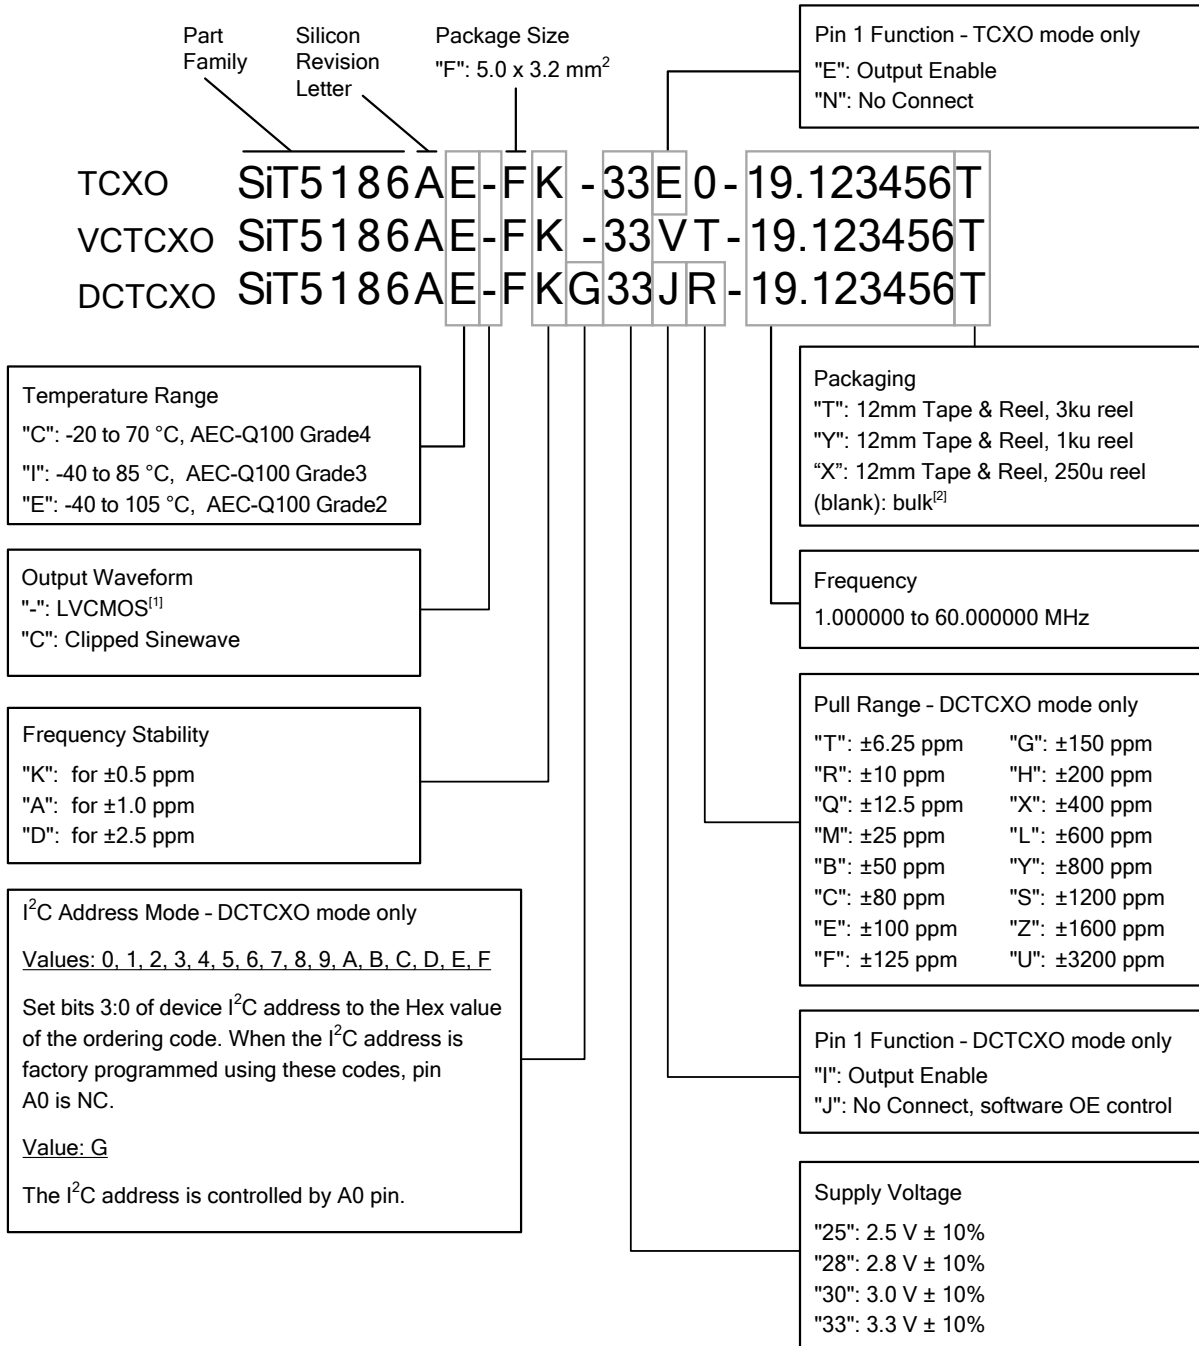 Part
Family
Silicon
Revision
Letter
Package Size
"F": 5.0 x 3.2 mm2
Pin 1 Function - TCXO mode only
"E": Output Enable
"N": No Connect
TCXO SiT5186AE-FK-33E0-19.123456T
VCTCXO SiT5186AE-FK-33VT-19.123456T
DCTCXO SiT5186AE-FKG33JR-19.123456T
Temperature Range
"C": -20 to 70 °C, AEC-Q100 Grade4
"I": -40 to 85 °C, AEC-Q100 Grade3
"E": -40 to 105 °C, AEC-Q100 Grade2
Output Waveform
"-": LVCMOS[1]
"C": Clipped Sinewave
Frequency Stability
"K": for ±0.5 ppm
"A": for ±1.0 ppm
"D": for ±2.5 ppm
I2C Address Mode - DCTCXO mode only
Values: 0, 1, 2, 3, 4, 5, 6, 7, 8, 9, A, B, C, D, E, F
Set bits 3:0 of device I2C address to the Hex value
of the ordering code. When the I2C address is
factory programmed using these codes, pin
A0 is NC.
Value: G
The I2C address is controlled by A0 pin.
Packaging
"T": 12mm Tape & Reel, 3ku reel
"Y": 12mm Tape & Reel, 1ku reel
“X”: 12mm Tape & Reel, 250u reel
(blank): bulk[2]
Frequency
1.000000 to 60.000000 MHz
Pull Range - DCTCXO mode only
"T": ±6.25 ppm "G": ±150 ppm
"R": ±10 ppm "H": ±200 ppm
"Q": ±12.5 ppm "X": ±400 ppm
"M": ±25 ppm "L": ±600 ppm
"B": ±50 ppm "Y": ±800 ppm
"C": ±80 ppm "S": ±1200 ppm
"E": ±100 ppm "Z": ±1600 ppm
"F": ±125 ppm "U": ±3200 ppm
Pin 1 Function - DCTCXO mode only
"I": Output Enable
"J": No Connect, software OE control
Supply Voltage
"25": 2.5 V ± 10%
"28": 2.8 V ± 10%
"30": 3.0 V ± 10%
"33": 3.3 V ± 10%